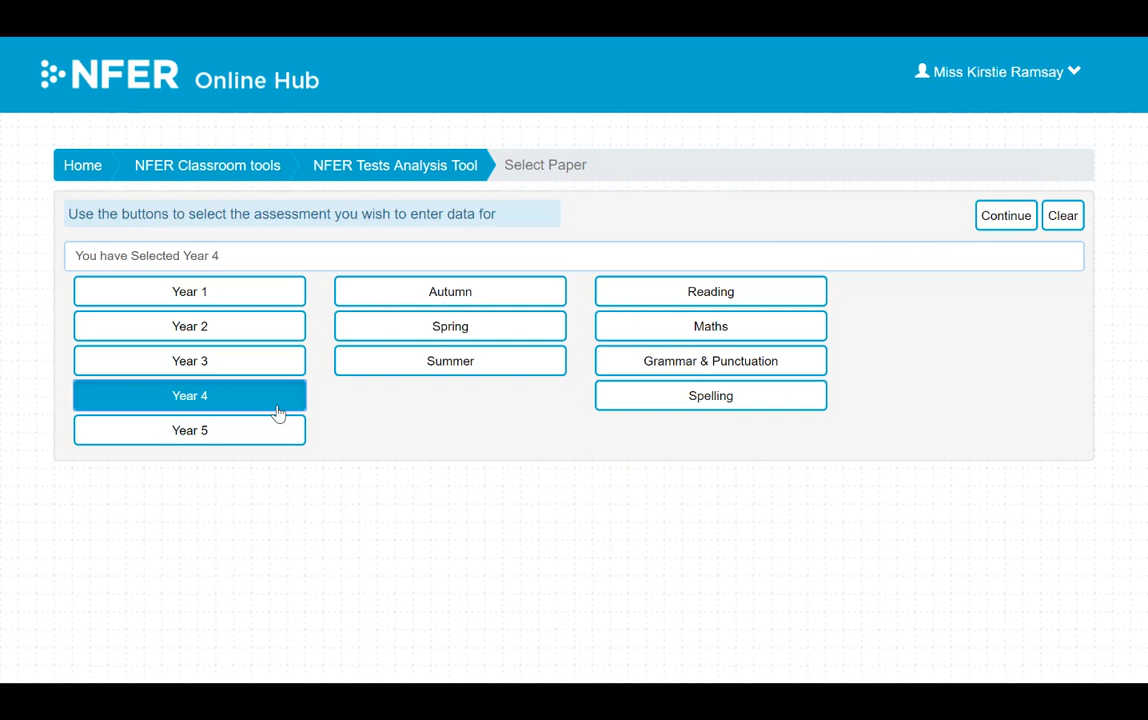 NFER Online Hub
Miss Kirstie Ramsay
Home NFER Classroom tools NFER Tests Analysis Tool Select Paper
Use the buttons to select the assessment you wish to enter data for
Continue Clear
You have Selected Year 4
Year 1 Autumn Reading
Year 2 Spring Maths
Year 3 Summer Grammar & Punctuation
Year 4 Spelling
Year 5